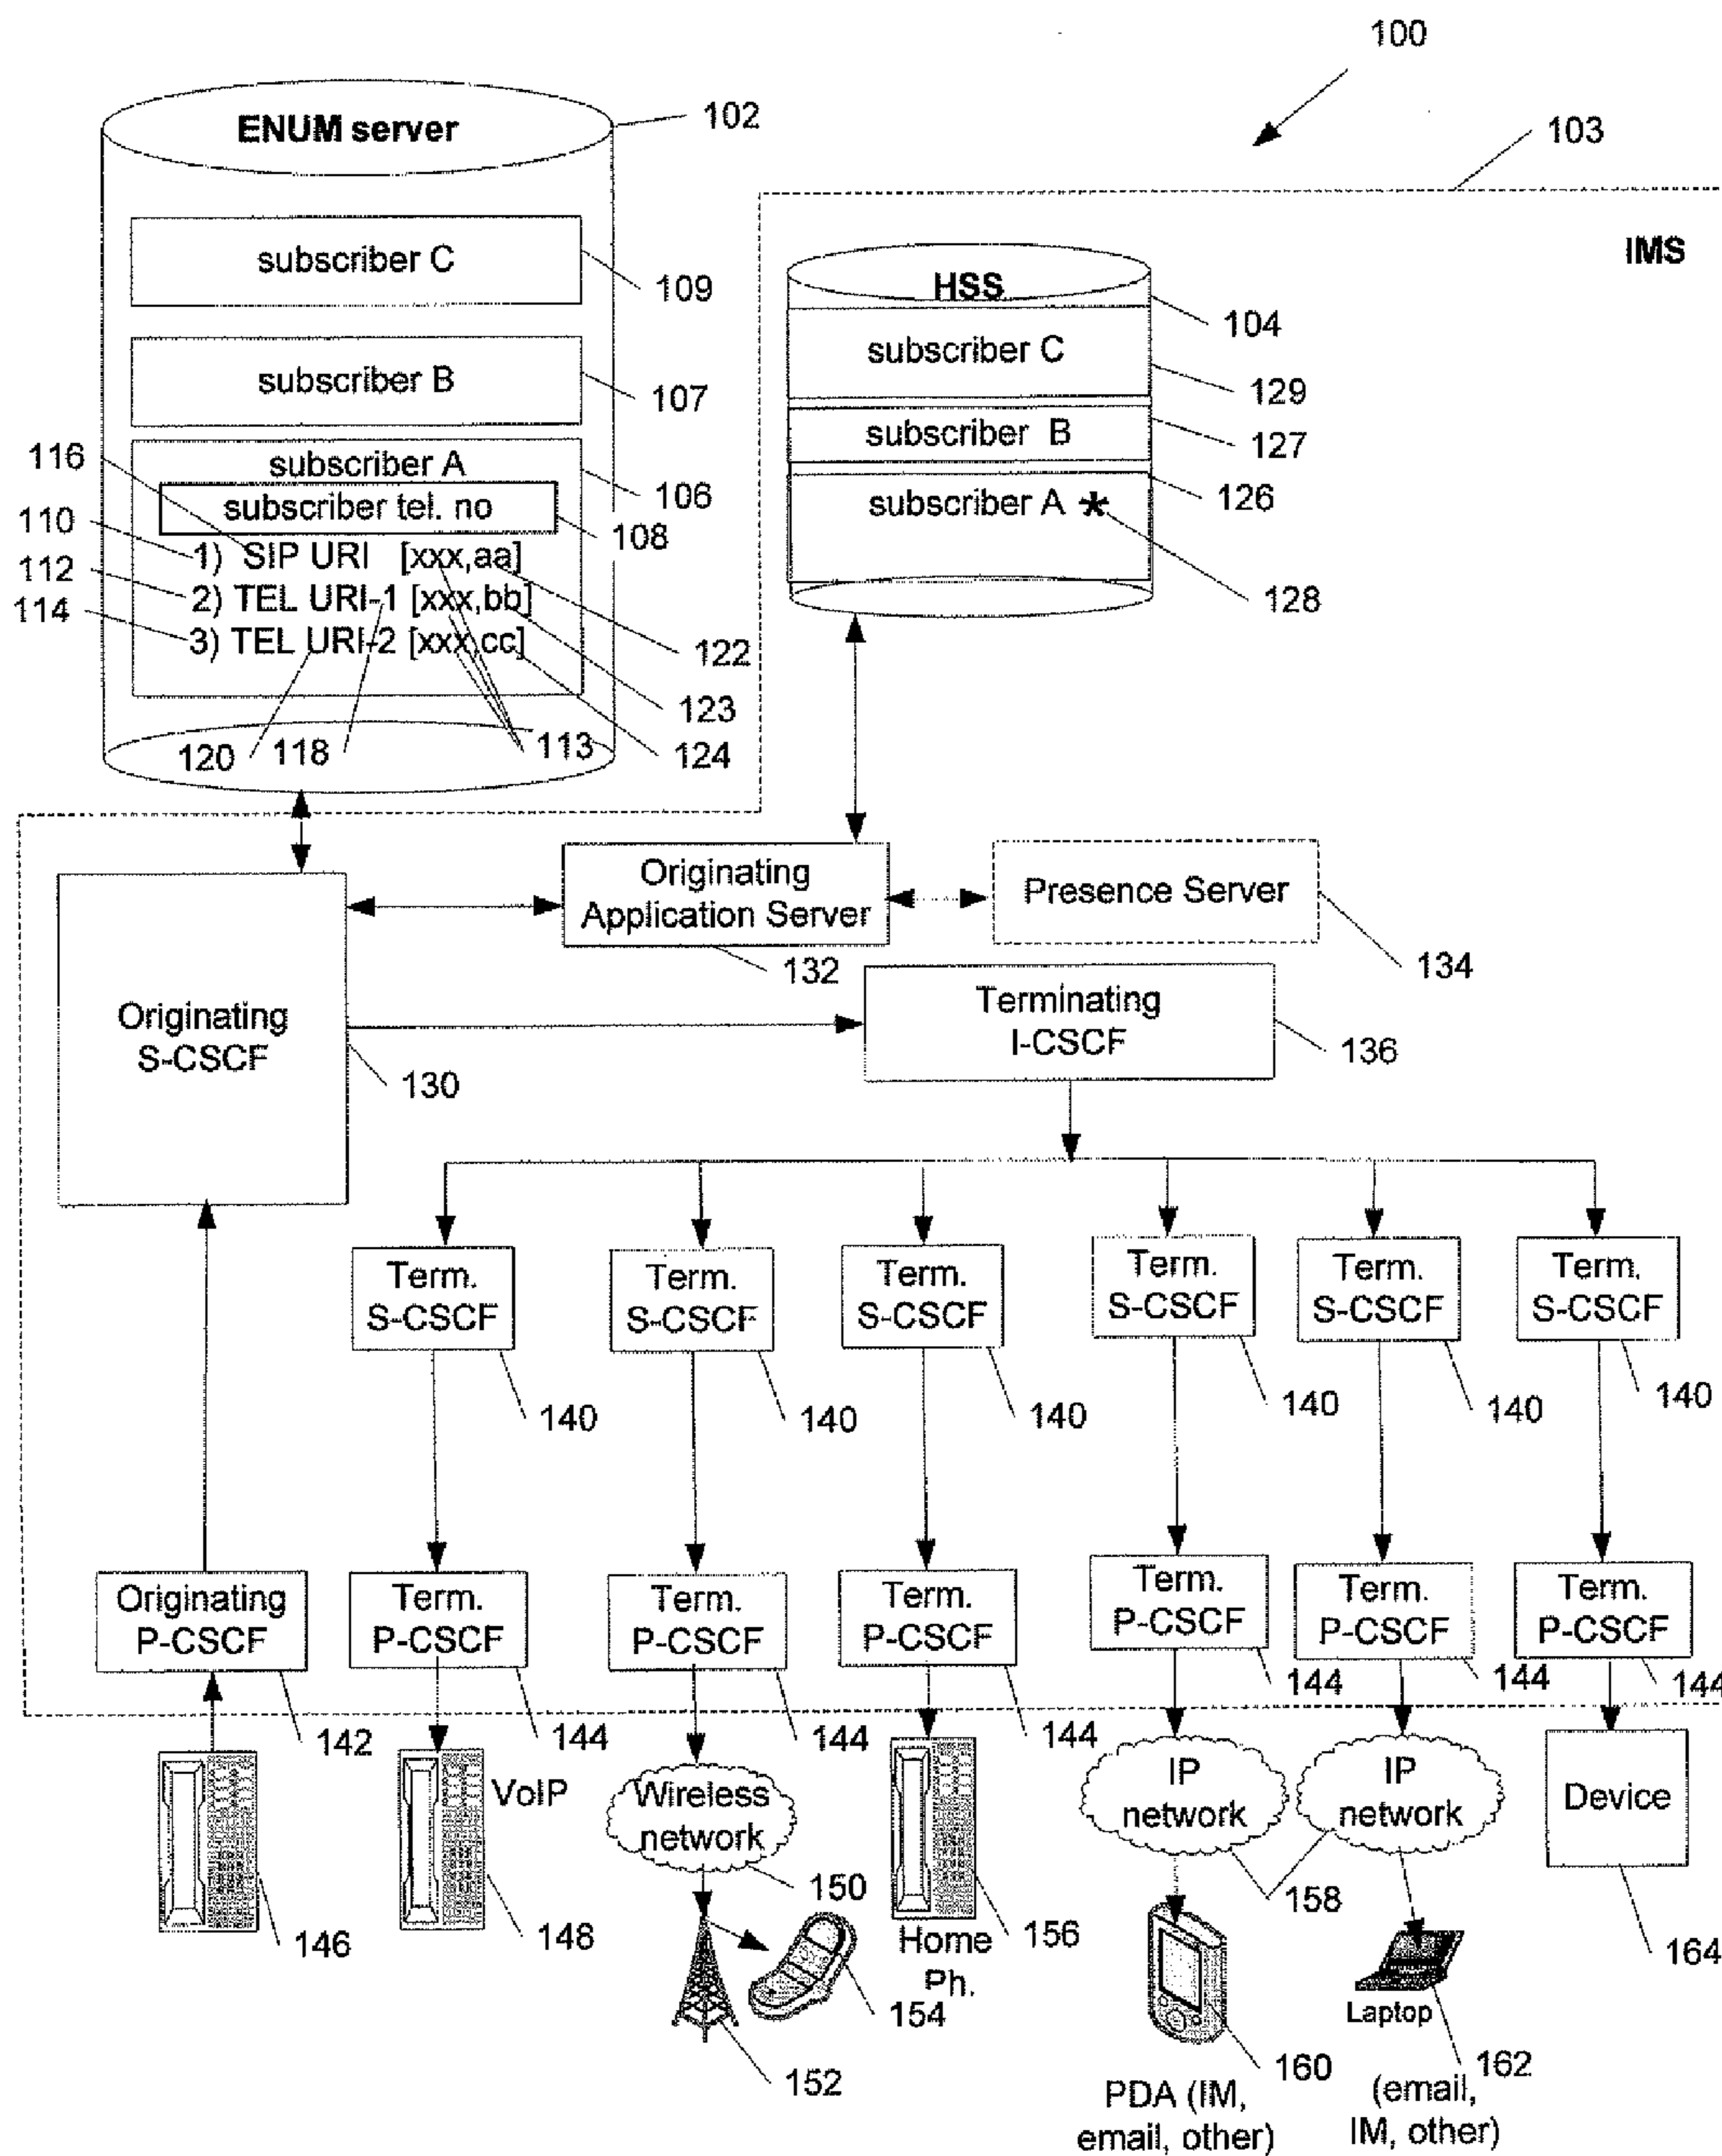 100
ENUM server
102
103
IMS
subscriber C
109
HSS
104
subscriber C
129
subscriber B
107
subscriber B
127
116
subscriber A
106
126
subscriber A *
128
subscriber tel. no
108
110
1) SIP URI [xxx,aa]
112
2) TEL URI-1 [xxx,bb]
114
3) TEL URI-2 [xxx,cc]
122
123
120
118
113
124
Originating
Application Server
132
Presence Server
134
Originating
S-CSCF
130
Terminating
I-CSCF
136
Term.
S-CSCF
140
Term.
S-CSCF
140
Term.
S-CSCF
140
Term.
S-CSCF
140
Term.
S-CSCF
140
Term.
S-CSCF
140
Originating
P-CSCF
142
Term.
P-CSCF
144
Term.
P-CSCF
144
Term.
P-CSCF
144
Term.
P-CSCF
144
Term.
P-CSCF
144
Term.
P-CSCF
144
146
VoIP
148
Wireless
network
150
152
154
156
Home
Ph.
IP
network
IP
network
158
Device
164
160
PDA (IM,
email, other)
Laptop
162
(email,
IM, other)